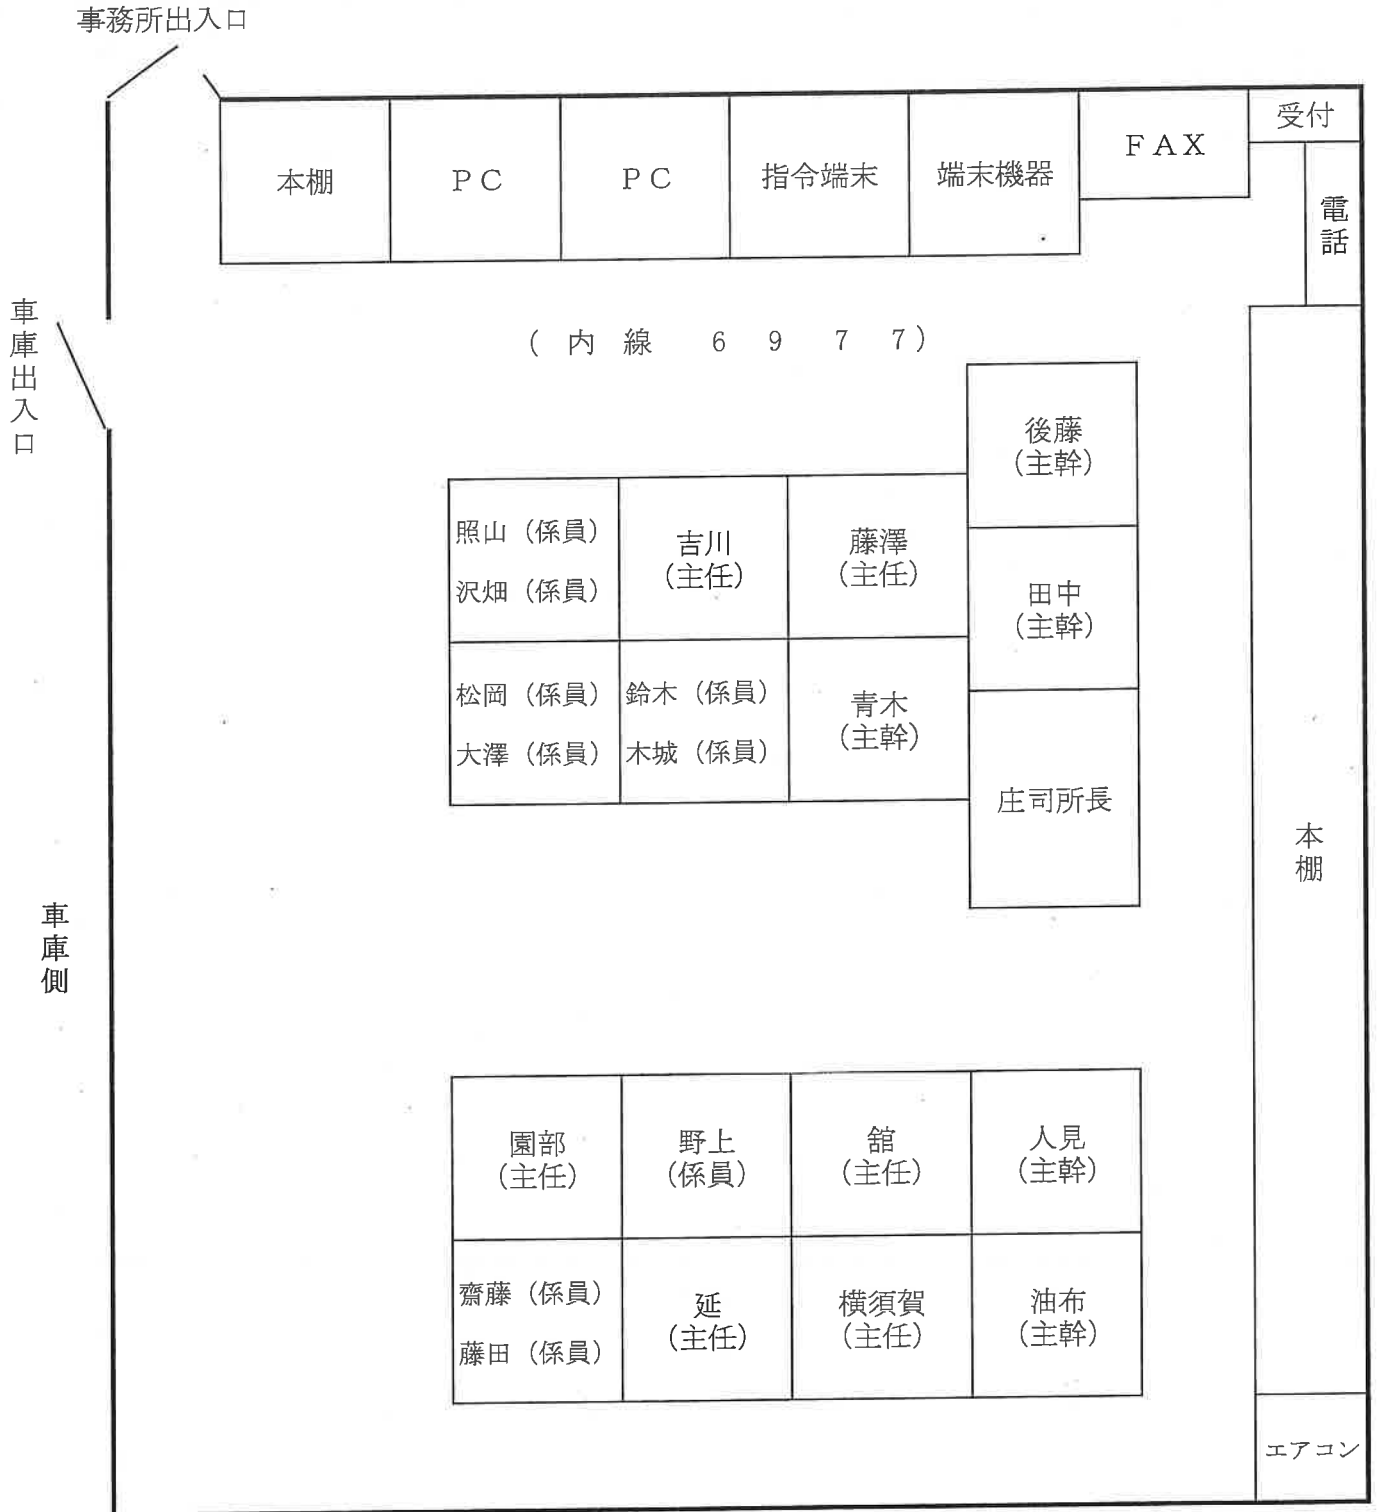 事務所出入口
本棚
ＰＣ
ＰＣ
指令端末
端末機器
ＦＡＸ
受付
電話
車庫出入口
（内線　６９７７）
後藤
（主幹）
照山（係員）
沢畑（係員）
吉川
（主任）
藤澤
（主任）
田中
（主幹）
松岡（係員）
大澤（係員）
鈴木（係員）
木城（係員）
青木
（主幹）
庄司所長
本棚
車庫側
園部
（主任）
野上
（係員）
舘
（主任）
人見
（主幹）
齋藤（係員）
藤田（係員）
延
（主任）
横須賀
（主任）
油布
（主幹）
エアコン